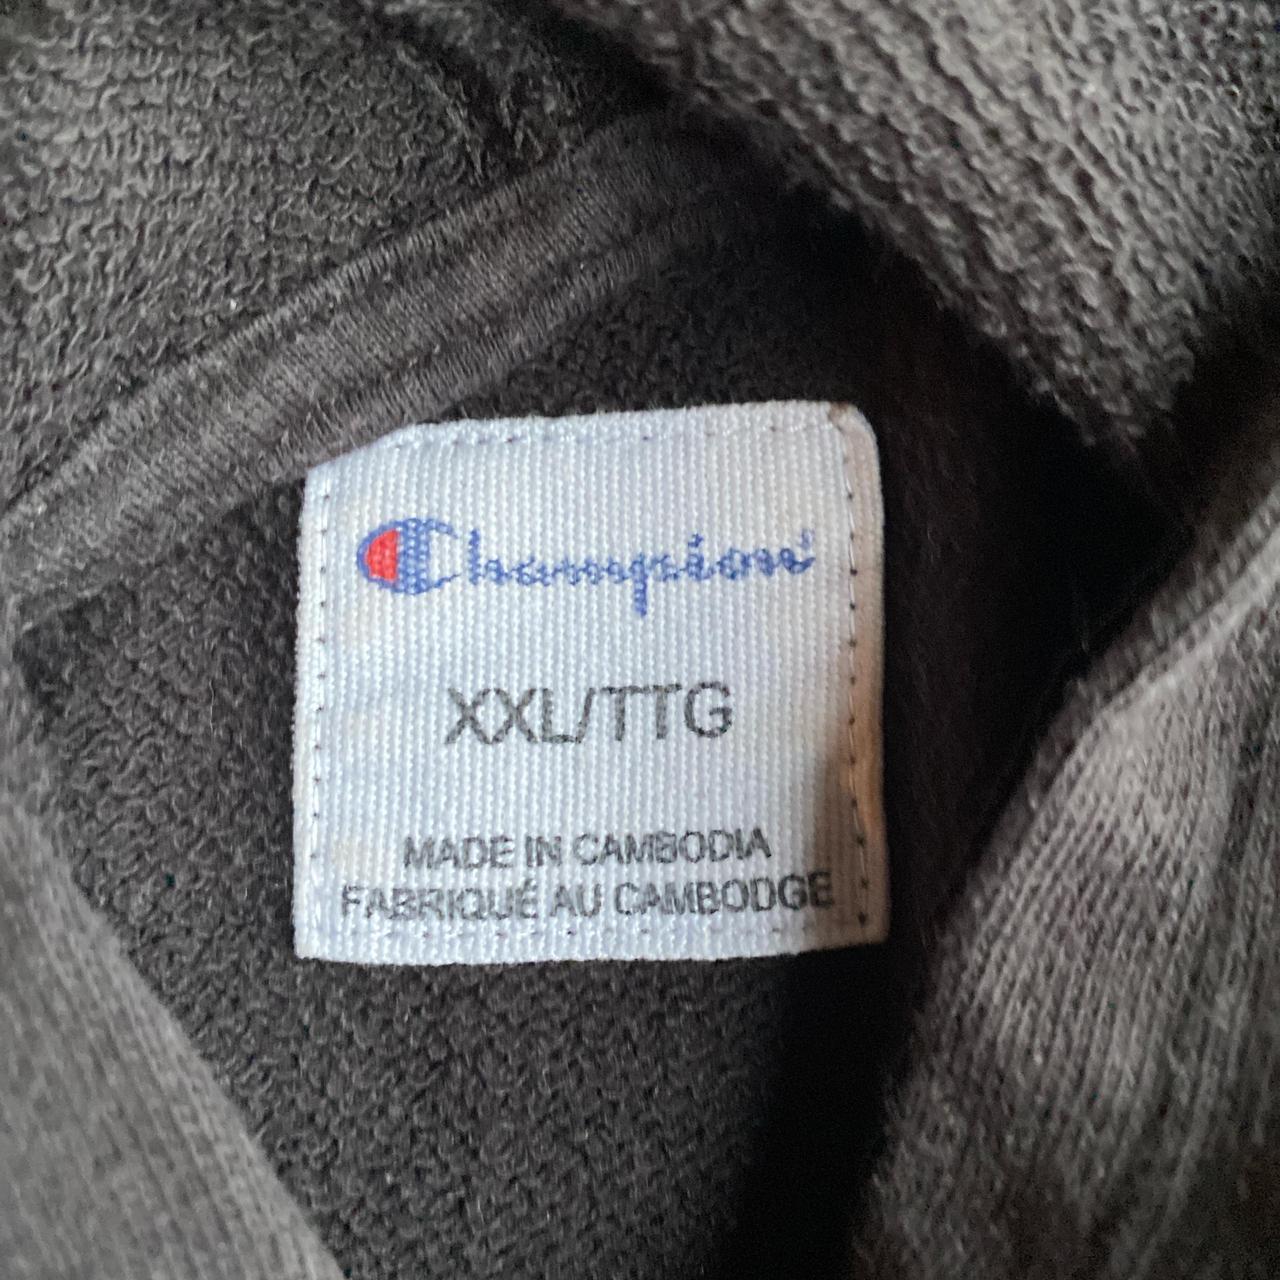 Champion
XXL/TTG
MADE IN CAMBODIA
FABRIQUÉ AU CAMBODGE